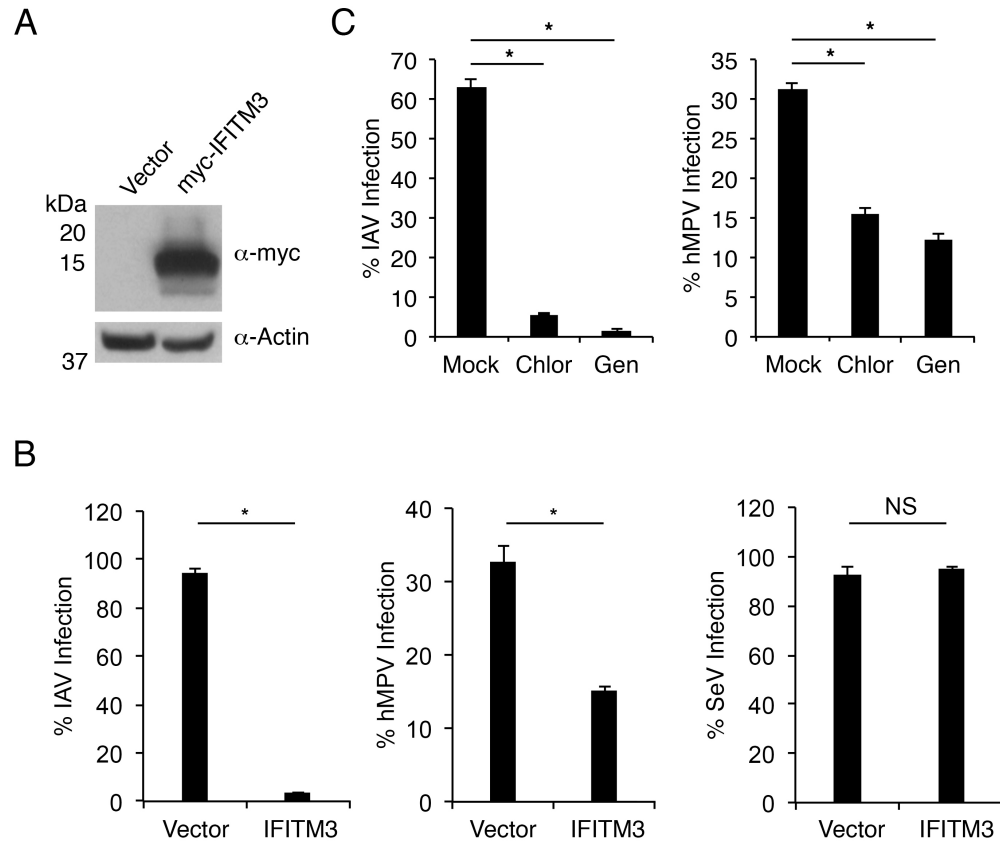 A
Vector
myc-IFITM3
kDa
20
15
α-myc
α-Actin
37
C
*
*
70
60
50
40
30
20
10
0
% IAV Infection
Mock Chlor Gen
*
*
35
30
25
20
15
10
5
0
% hMPV Infection
Mock Chlor Gen
B
120
100
80
60
40
20
0
% IAV Infection
*
Vector IFITM3
40
30
20
10
0
% hMPV Infection
*
Vector IFITM3
120
100
80
60
40
20
0
% SeV Infection
NS
Vector IFITM3